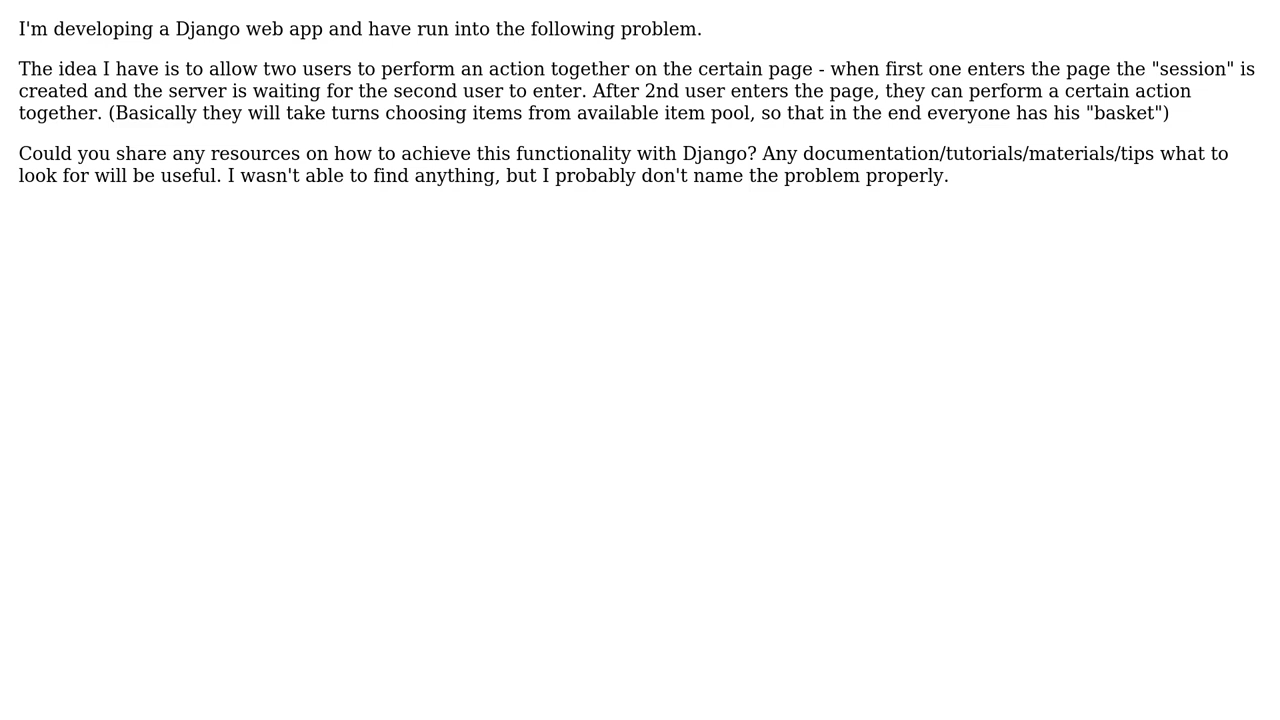 I'm developing a Django web app and have run into the following problem.
The idea I have is to allow two users to perform an action together on the certain page - when first one enters the page the "session" is
created and the server is waiting for the second user to enter. After 2nd user enters the page, they can perform a certain action
together. (Basically they will take turns choosing items from available item pool, so that in the end everyone has his "basket")
Could you share any resources on how to achieve this functionality with Django? Any documentation/tutorials/materials/tips what to
look for will be useful. I wasn't able to find anything, but I probably don't name the problem properly.